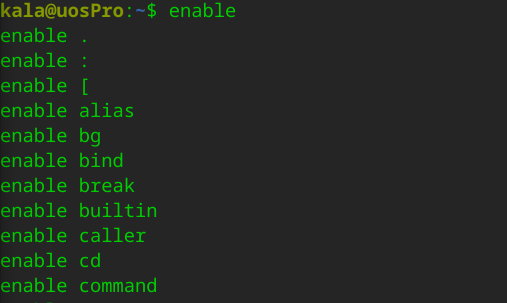 kala@uosPro:~$ enable
enable .
enable :
enable [
enable alias
enable bg
enable bind
enable break
enable builtin
enable caller
enable cd
enable command